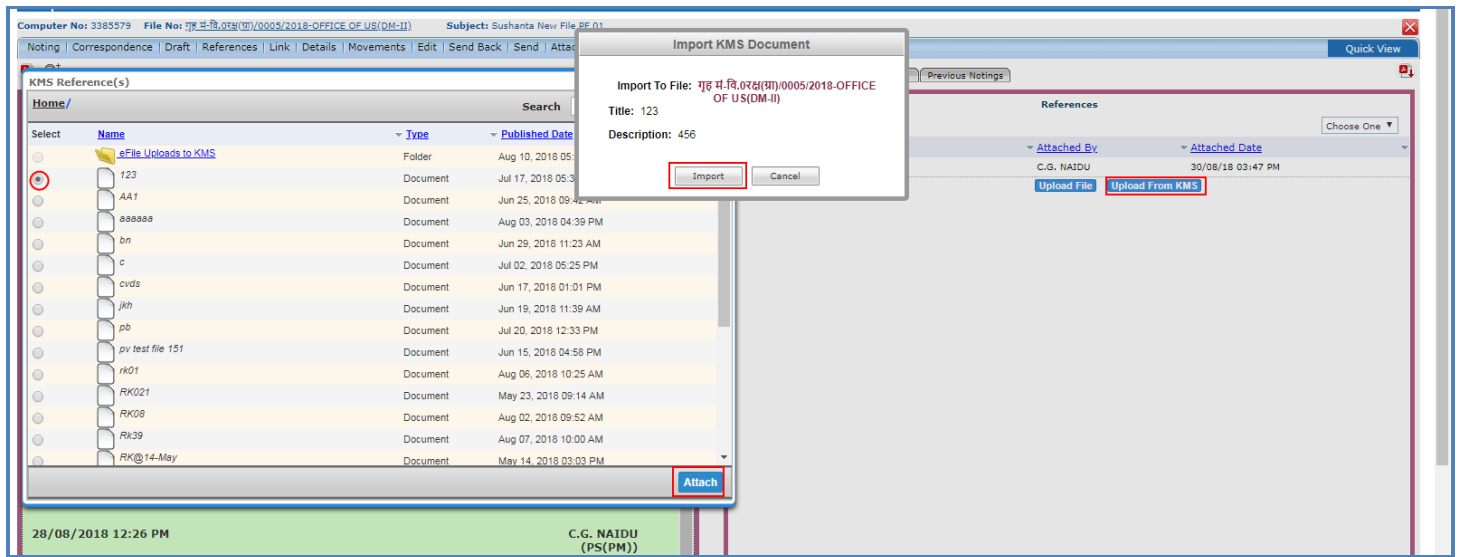 Computer No: 3385579 File No: गृह मं-वि.0रक्ष(ग्रा)/0005/2018-OFFICE OF US(DM-II) Subject: Sushanta New File PF 01
Noting | Correspondence | Draft | References | Link | Details | Movements | Edit | Send Back | Send | Attac
Quick View
Import KMS Document
Import To File: गृह मं-वि.0रक्ष(ग्रा)/0005/2018-OFFICE
OF US(DM-II)
Title: 123
Description: 456
Import Cancel
KMS Reference(s)
Home/ Search
Select Name Type Published Date
eFile Uploads to KMS Folder Aug 10, 2018 05:
123 Document Jul 17, 2018 05:3
AA1 Document Jun 25, 2018 09:42 AM
aaaaaa Document Aug 03, 2018 04:39 PM
bn Document Jun 29, 2018 11:23 AM
c Document Jul 02, 2018 05:25 PM
cvds Document Jun 17, 2018 01:01 PM
jkh Document Jun 19, 2018 11:39 AM
pb Document Jul 20, 2018 12:33 PM
pv test file 151 Document Jun 15, 2018 04:58 PM
rk01 Document Aug 06, 2018 10:25 AM
RK021 Document May 23, 2018 09:14 AM
RK08 Document Aug 02, 2018 09:52 AM
Rk39 Document Aug 07, 2018 10:00 AM
RK@14-May Document May 14, 2018 03:03 PM
Attach
Previous Notings
References
Choose One
Attached By Attached Date
C.G. NAIDU 30/08/18 03:47 PM
Upload File Upload From KMS
28/08/2018 12:26 PM C.G. NAIDU
(PS(PM))